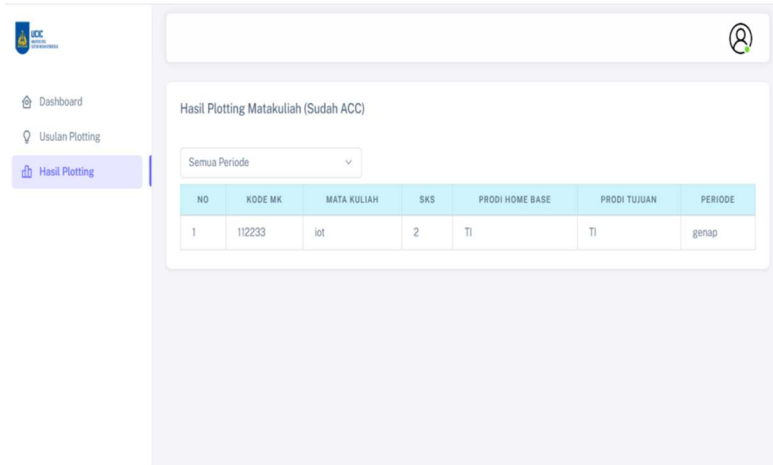 UCIC
Dashboard
Usulan Plotting
Hasil Plotting
Hasil Plotting Matakuliah (Sudah ACC)
Semua Periode
NO KODE MK MATA KULIAH SKS PRODI HOME BASE PRODI TUJUAN PERIODE
1 112233 iot 2 TI TI genap